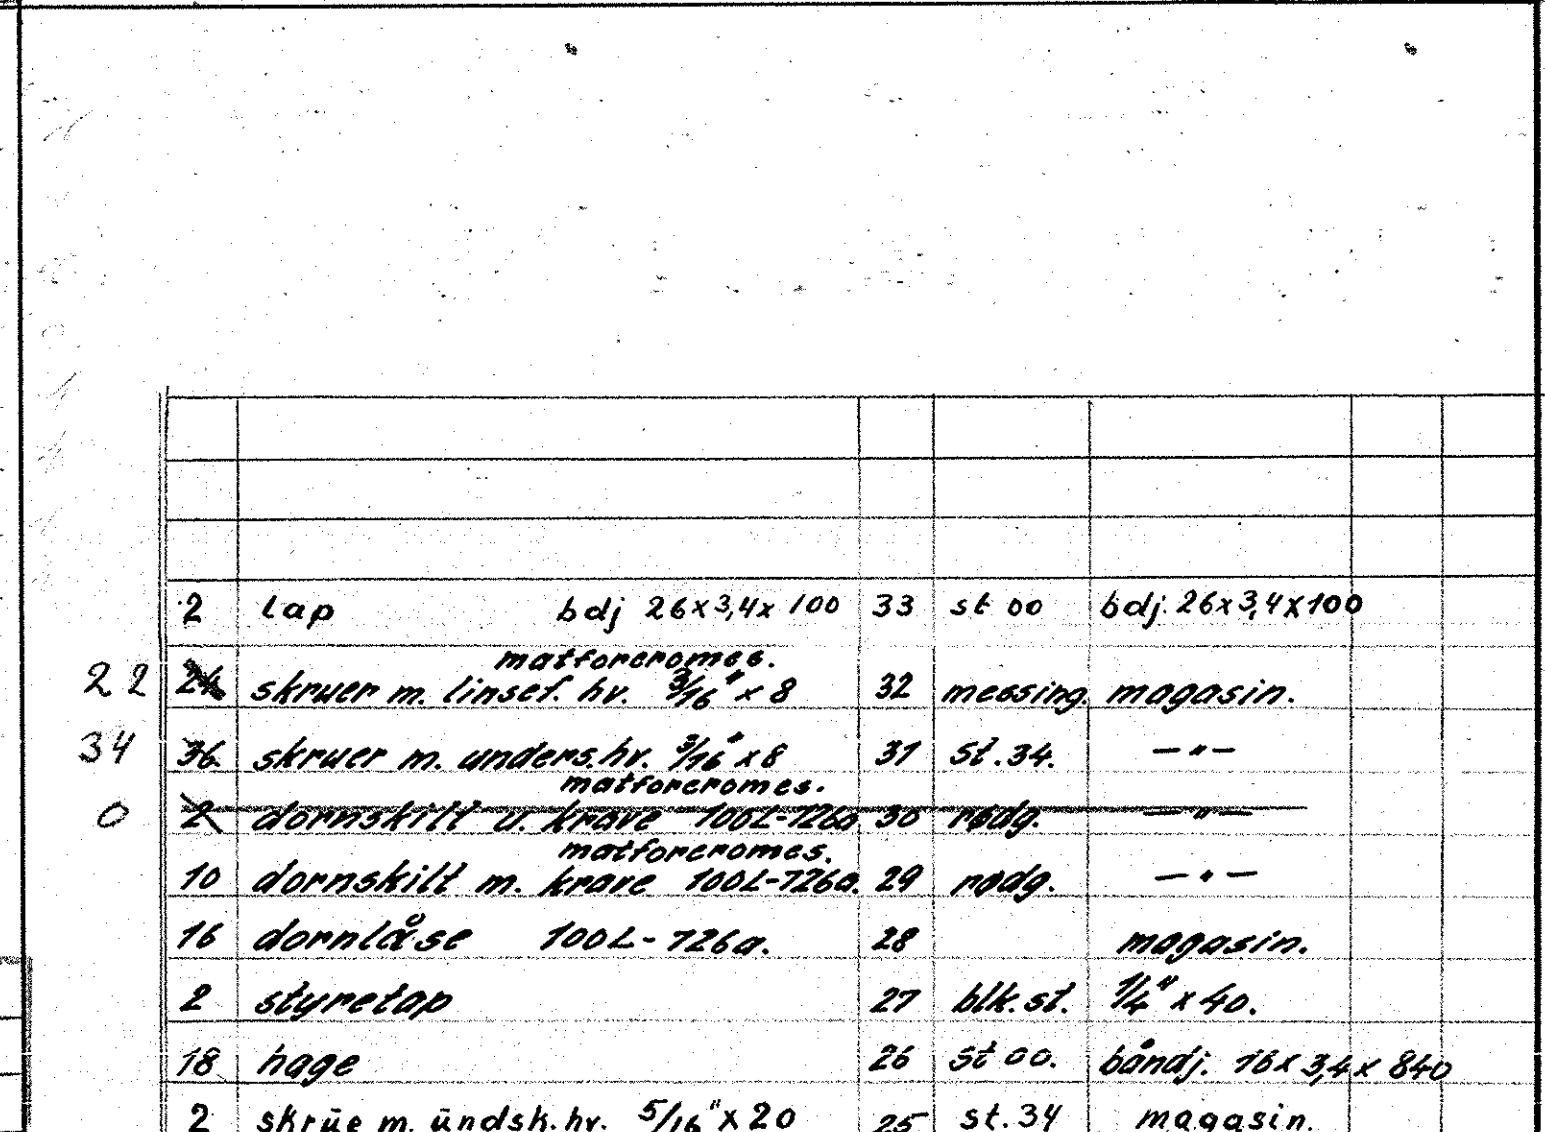 2 lap bdj 26x3,4x100 33 st 00 bdj. 26x3,4x100
matforcromes.
22 24 skruer m. linsef. hv. 3/16" x 8 32 messing. magasin.
34 36 skruer m. unders. hv. 3/16" x 8 31 st. 34. —"—
matforcromes.
0 2 dornskilt u. krave 100L-726a 30 rødg. —"—
matforcromes.
10 dornskilt m. krave 100L-726a. 29 rødg. —"—
16 dornlåse 100L-726a. 28 magasin.
2 styretap 27 blk. st. 1/4" x 40.
18 hage 26 st 00. båndj. 16x3,4x840
2 skrŭe m. ŭndsk. hv. 5/16" x 20 25 st. 34 magasin.